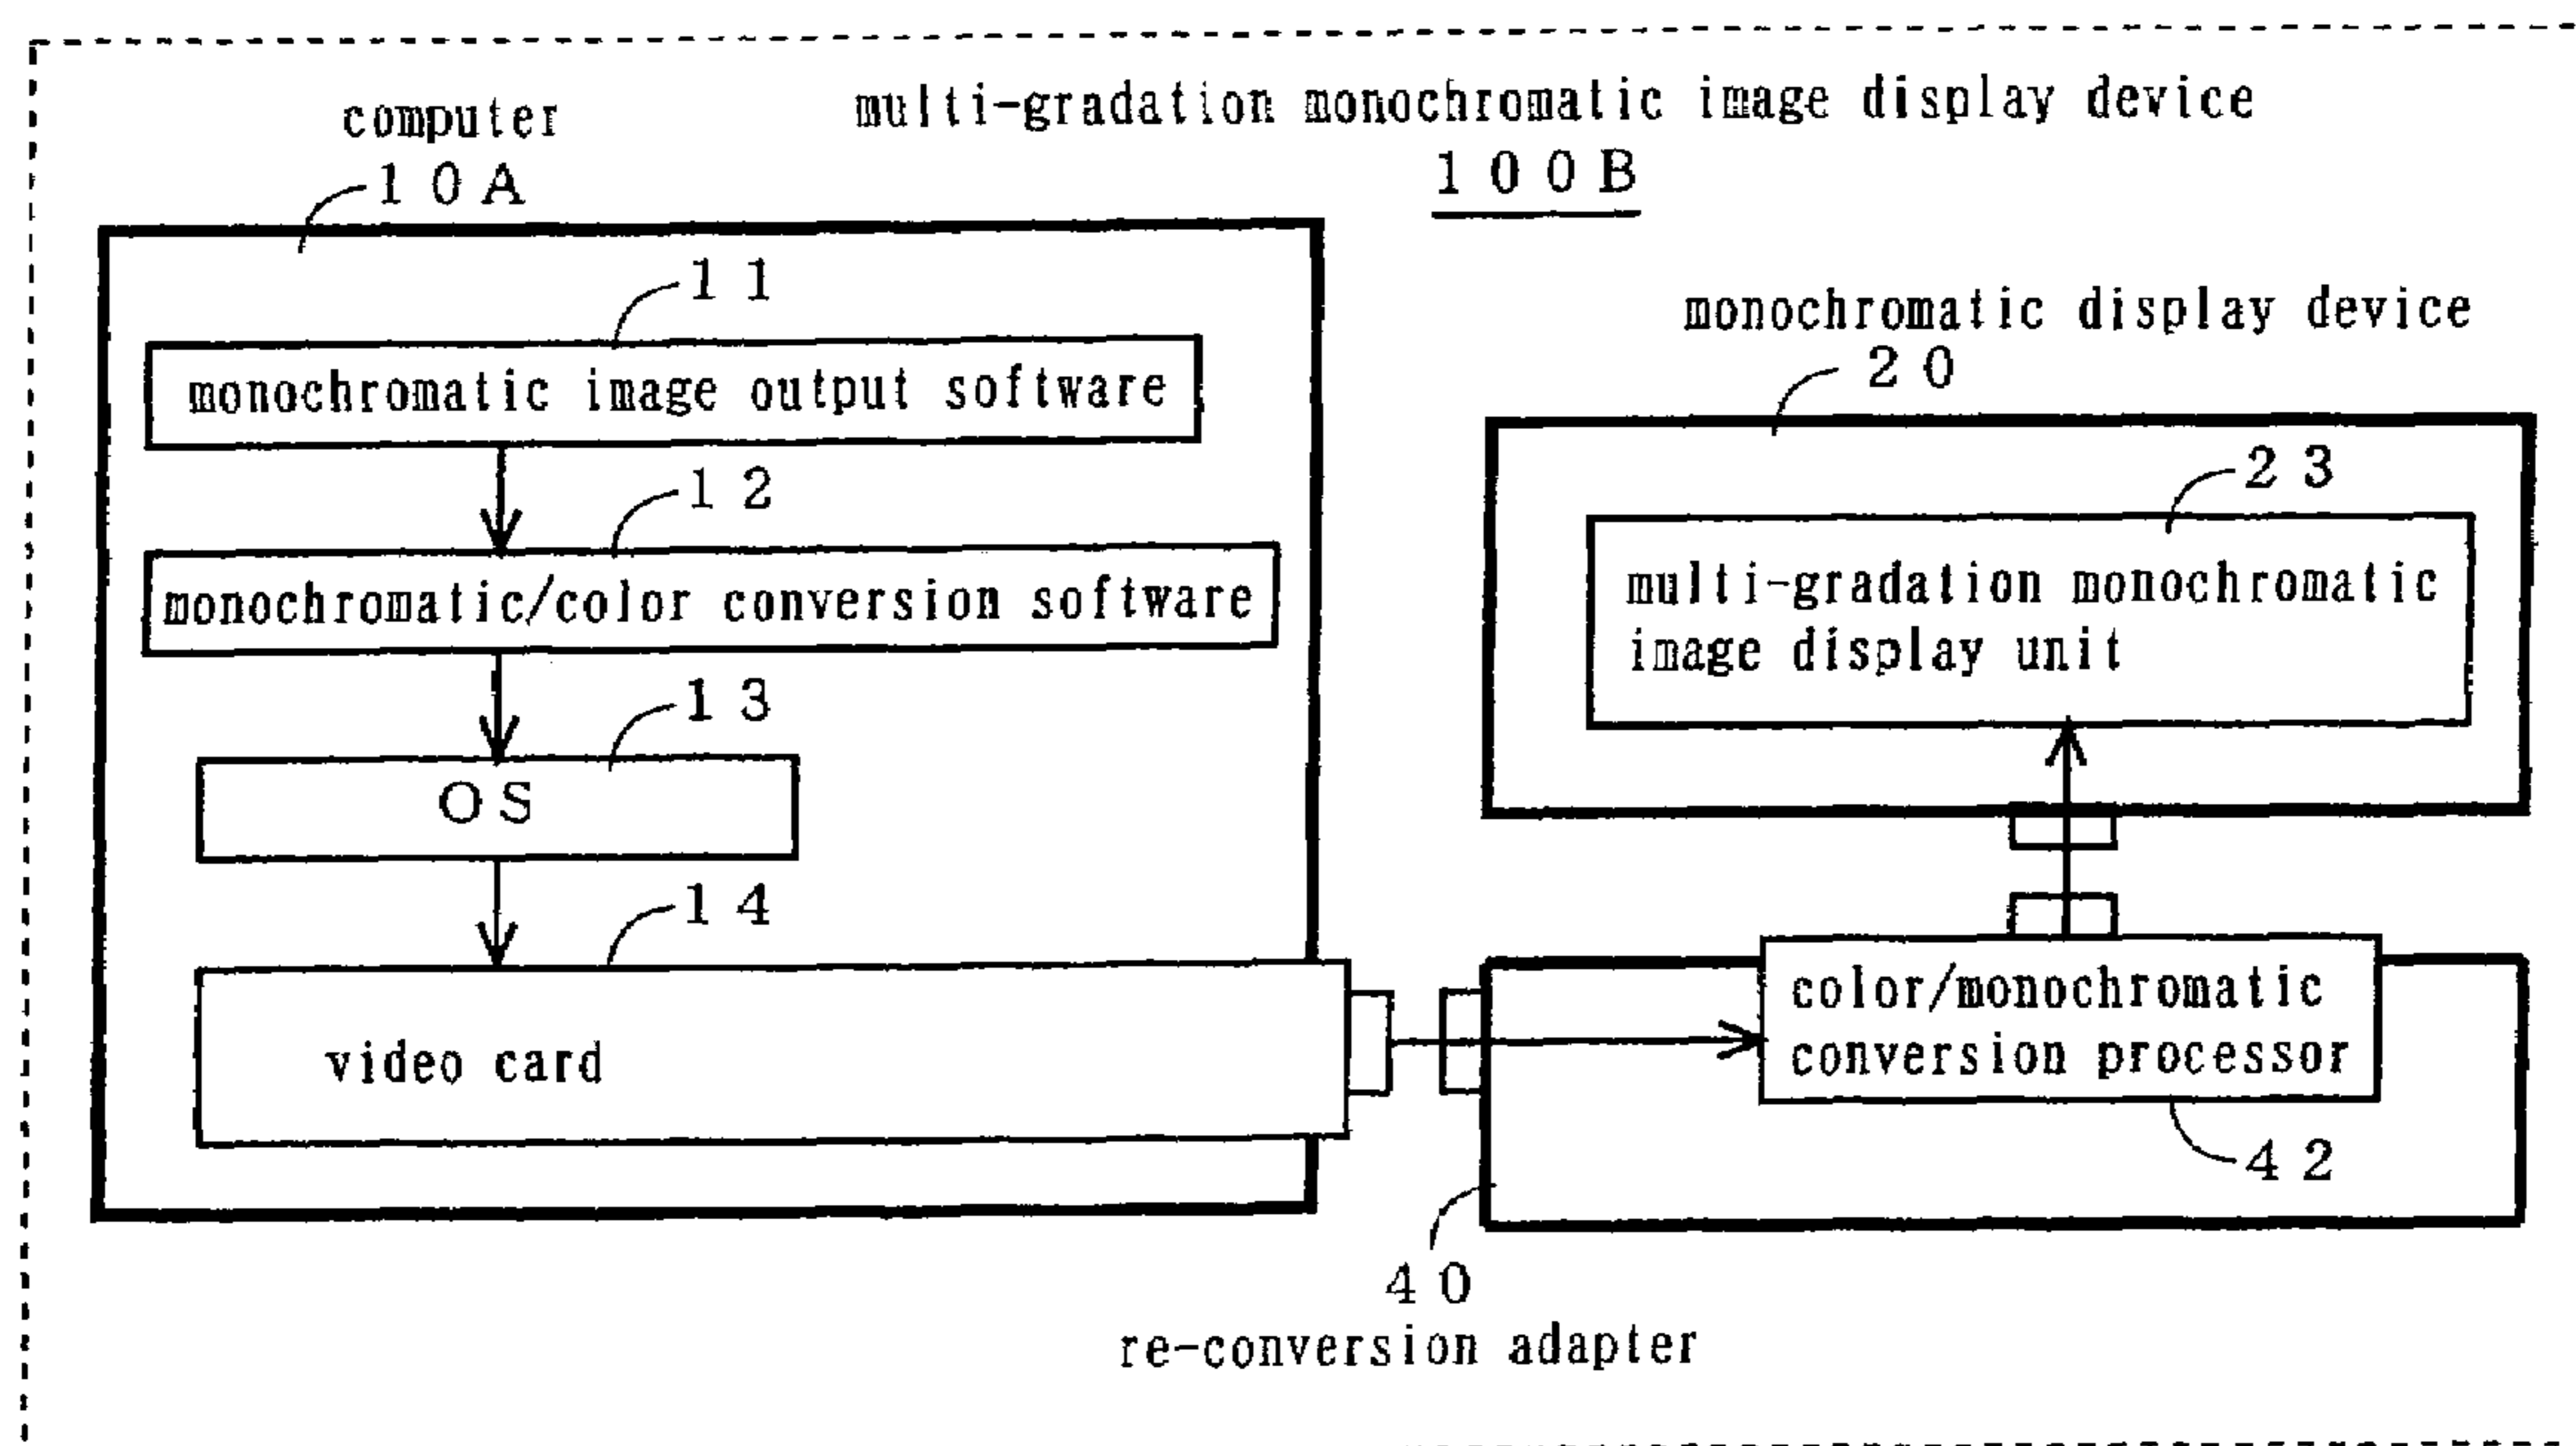 multi-gradation monochromatic image display device
100B
computer
10A
11
monochromatic image output software
12
monochromatic/color conversion software
13
OS
14
video card
monochromatic display device
20
23
multi-gradation monochromatic
image display unit
color/monochromatic
conversion processor
42
40
re-conversion adapter